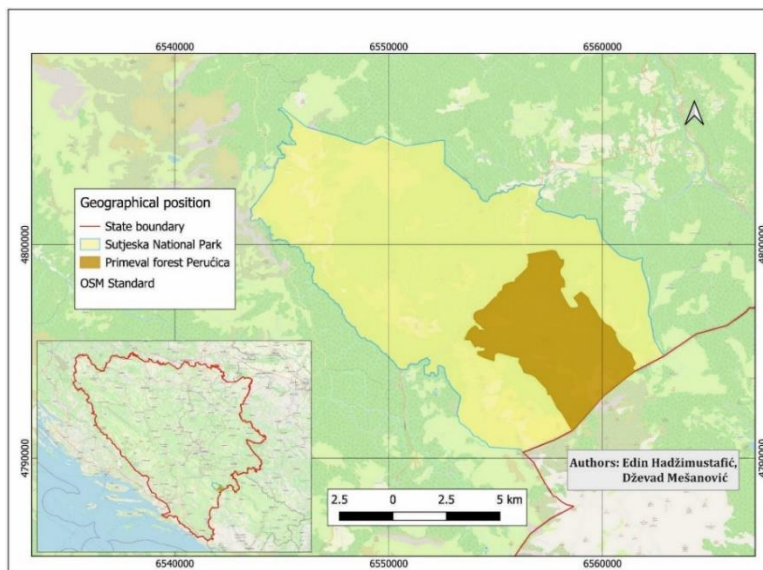 6540000 6550000 6560000
4800000 4800000
Geographical position
State boundary
Sutjeska National Park
Primeval forest Perućica
OSM Standard
4790000 4790000
Authors: Edin Hadžimustafić,
Dževad Mešanović
2.5 0 2.5 5 km
6540000 6550000 6560000